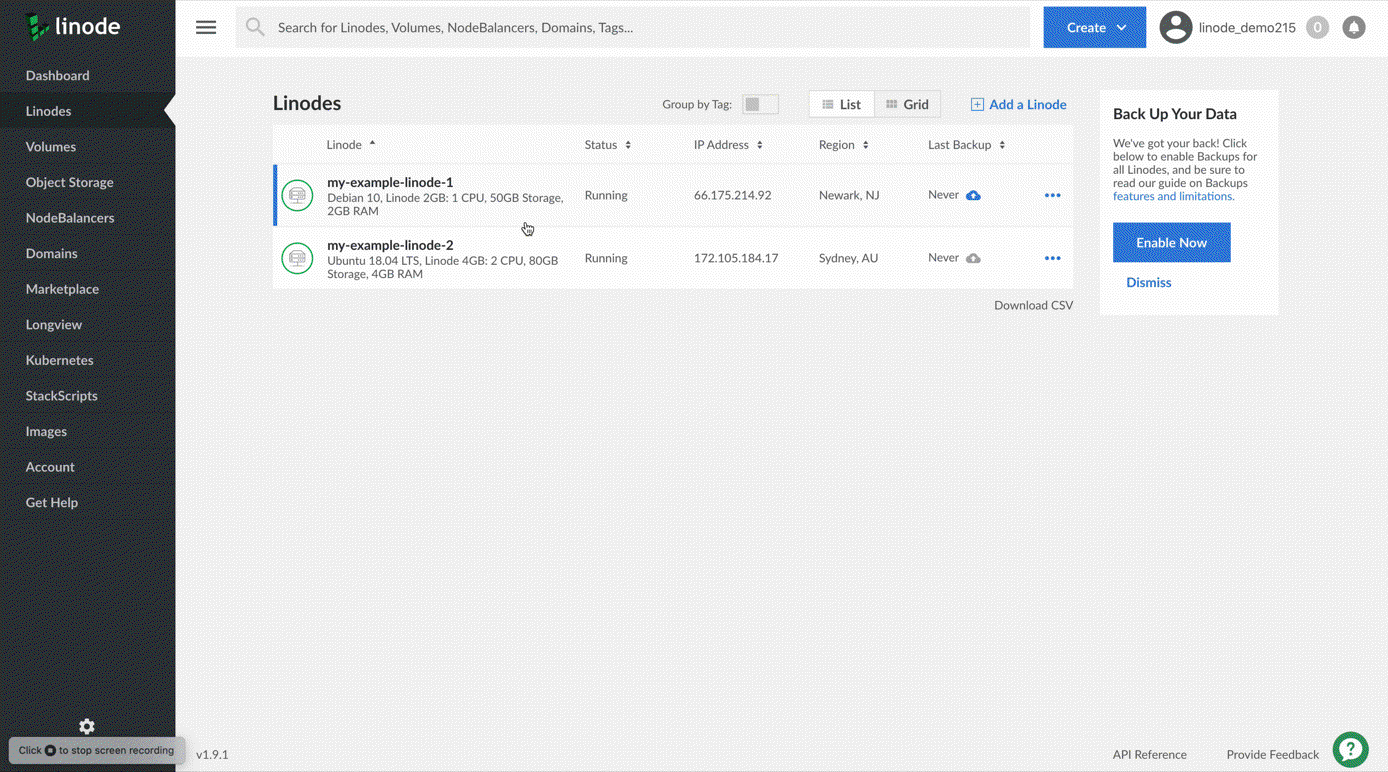 linode
Search for Linodes, Volumes, NodeBalancers, Domains, Tags...
Create
linode_demo215
0
Dashboard
Linodes
Volumes
Object Storage
NodeBalancers
Domains
Marketplace
Longview
Kubernetes
StackScripts
Images
Account
Get Help
Click to stop screen recording
Linodes
Group by Tag:
List
Grid
Add a Linode
Linode Status IP Address Region Last Backup
my-example-linode-1
Debian 10, Linode 2GB: 1 CPU, 50GB Storage,
2GB RAM
Running
66.175.214.92
Newark, NJ
Never
my-example-linode-2
Ubuntu 18.04 LTS, Linode 4GB: 2 CPU, 80GB
Storage, 4GB RAM
Running
172.105.184.17
Sydney, AU
Never
Download CSV
Back Up Your Data
We've got your back! Click
below to enable Backups for
all Linodes, and be sure to
read our guide on Backups
features and limitations.
Enable Now
Dismiss
v1.9.1
API Reference
Provide Feedback
?